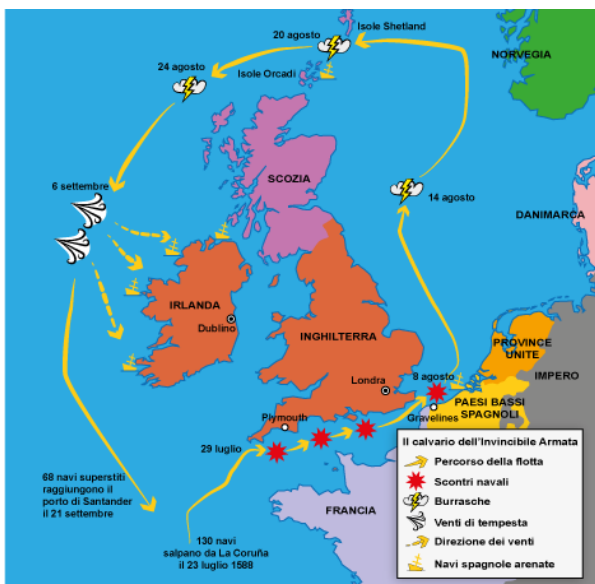 Isole Shetland
20 agosto
NORVEGIA
24 agosto
Isole Orcadi
SCOZIA
6 settembre
14 agosto
DANIMARCA
IRLANDA
Dublino
INGHILTERRA
PROVINCE
UNITE
Londra
8 agosto
IMPERO
PAESI BASSI
SPAGNOLI
Plymouth
Gravelines
29 luglio
68 navi superstiti
raggiungono il
porto di Santander
il 21 settembre
FRANCIA
130 navi
salpano da La Coruña
il 23 luglio 1588
Il calvario dell'Invincibile Armata
Percorso della flotta
Scontri navali
Burrasche
Venti di tempesta
Direzione dei venti
Navi spagnole arenate